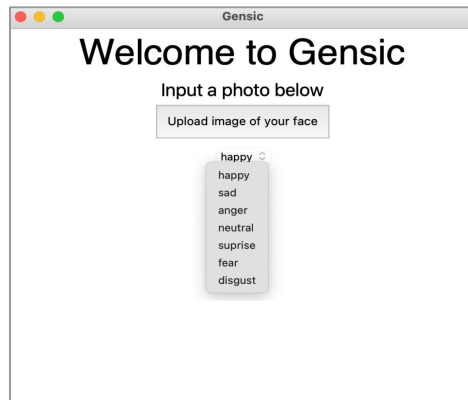 Gensic
Welcome to Gensic
Input a photo below
Upload image of your face
happy
happy
sad
anger
neutral
suprise
fear
disgust